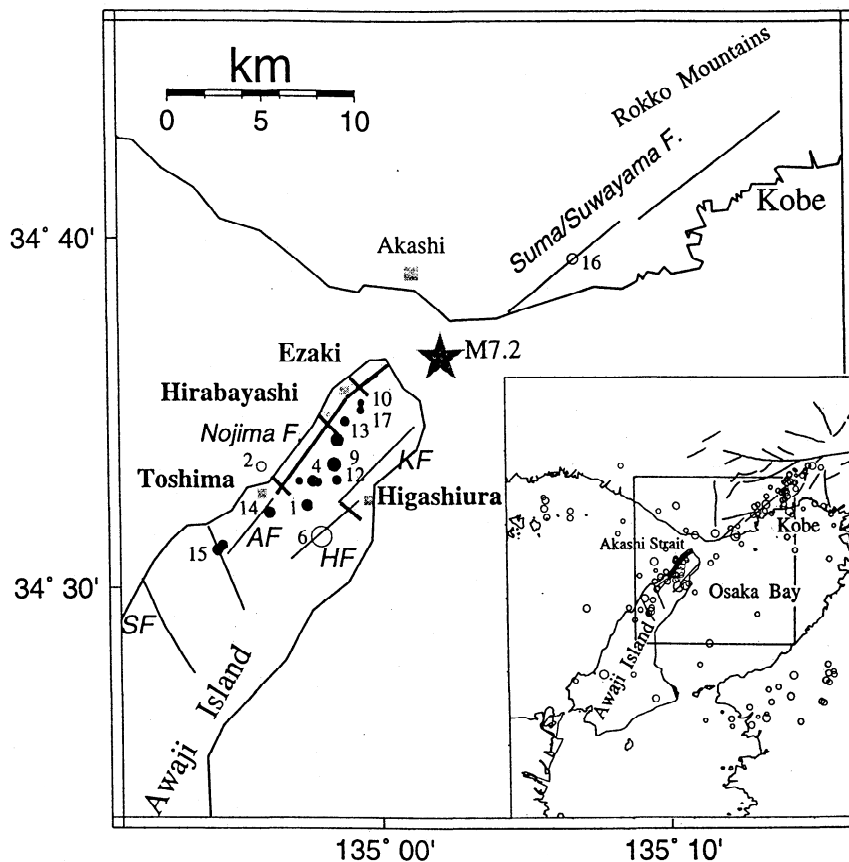 km
0 5 10
Rokko Mountains
Suma/Suwayama F.
Kobe
34° 40'
Akashi
16
M7.2
Ezaki
Hirabayashi
10
17
Nojima F.
13
2
9
4
12
KF
Toshima
Higashiura
14
1
AF
6
HF
15
34° 30'
SF
Awaji Island
Kobe
Akashi Strait
Osaka Bay
Awaji Island
135° 00'
135° 10'